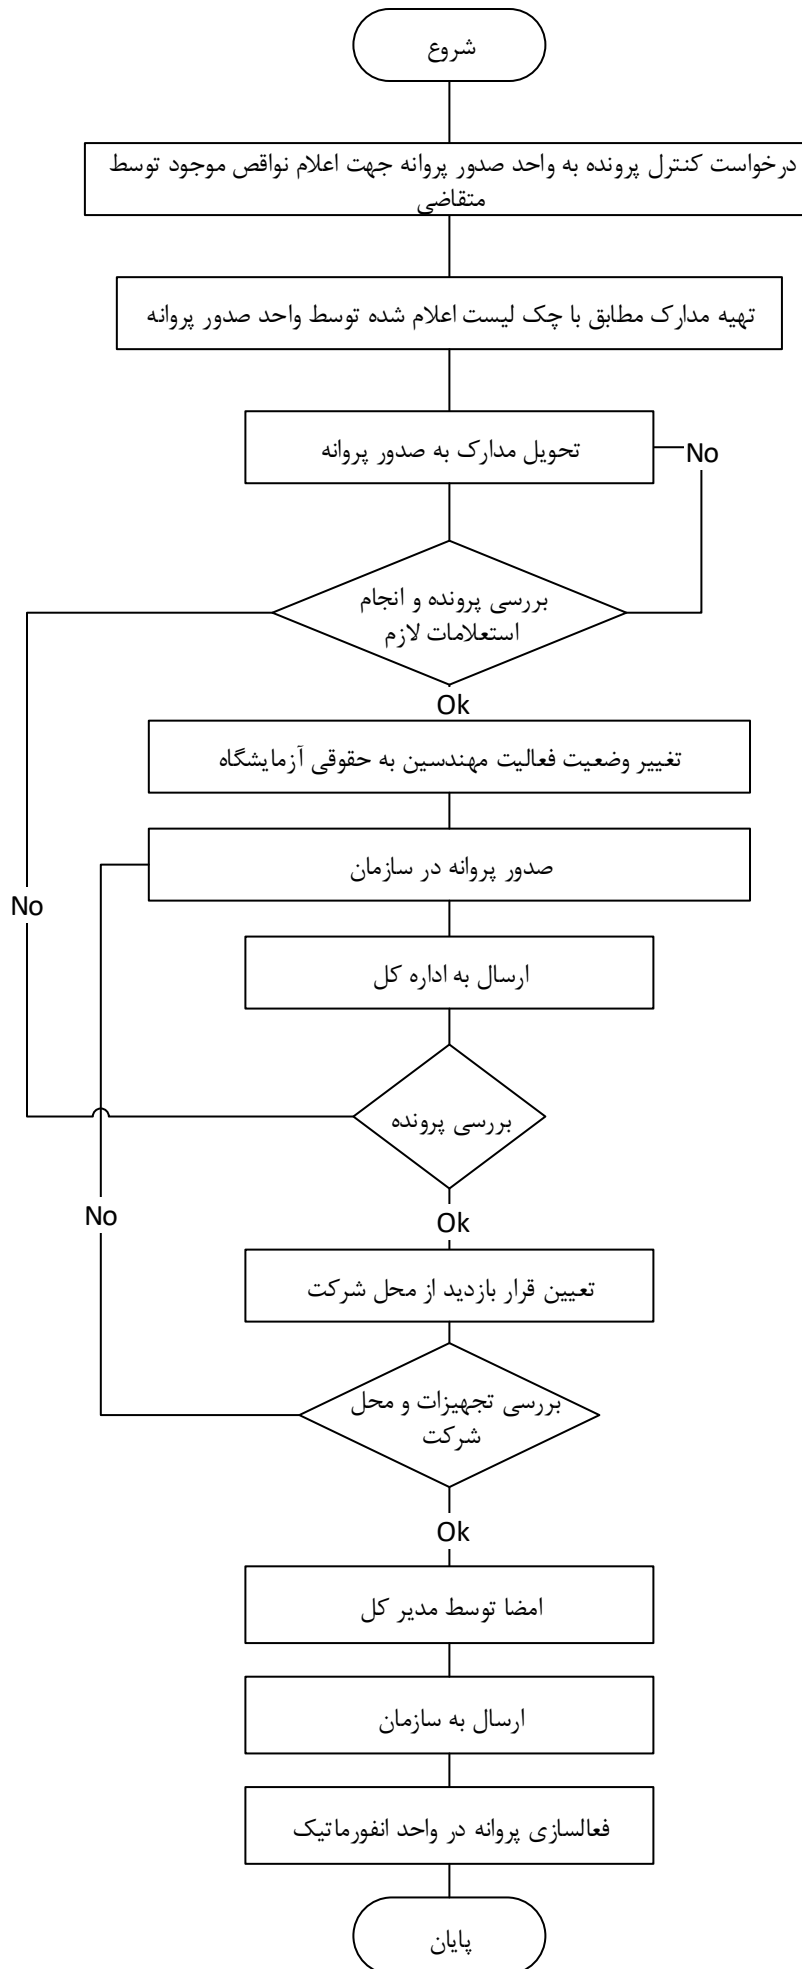 شروع
درخواست کنترل پرونده به واحد صدور پروانه جهت اعلام نواقص موجود توسط
متقاضی
تهیه مدارک مطابق با چک لیست اعلام شده توسط واحد صدور پروانه
تحویل مدارک به صدور پروانه
No
بررسی پرونده و انجام
استعلامات لازم
Ok
تغییر وضعیت فعالیت مهندسین به حقوقی آزمایشگاه
صدور پروانه در سازمان
No
ارسال به اداره کل
بررسی پرونده
No
Ok
تعیین قرار بازدید از محل شرکت
بررسی تجهیزات و محل
شرکت
Ok
امضا توسط مدیر کل
ارسال به سازمان
فعالسازی پروانه در واحد انفورماتیک
پایان